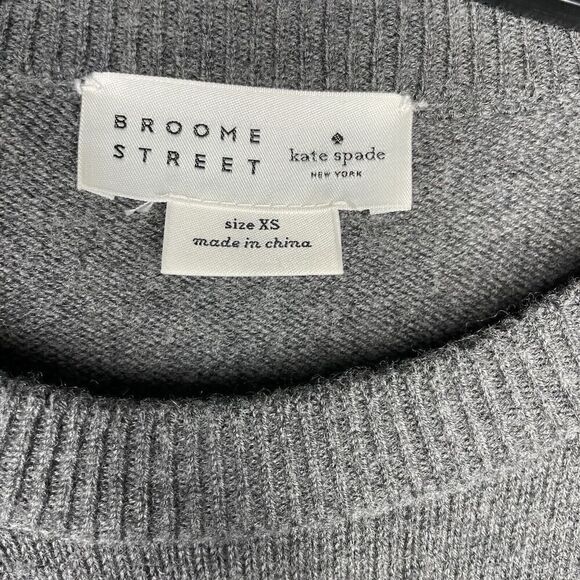 BROOME
STREET
kate spade
NEW YORK
size XS
made in china